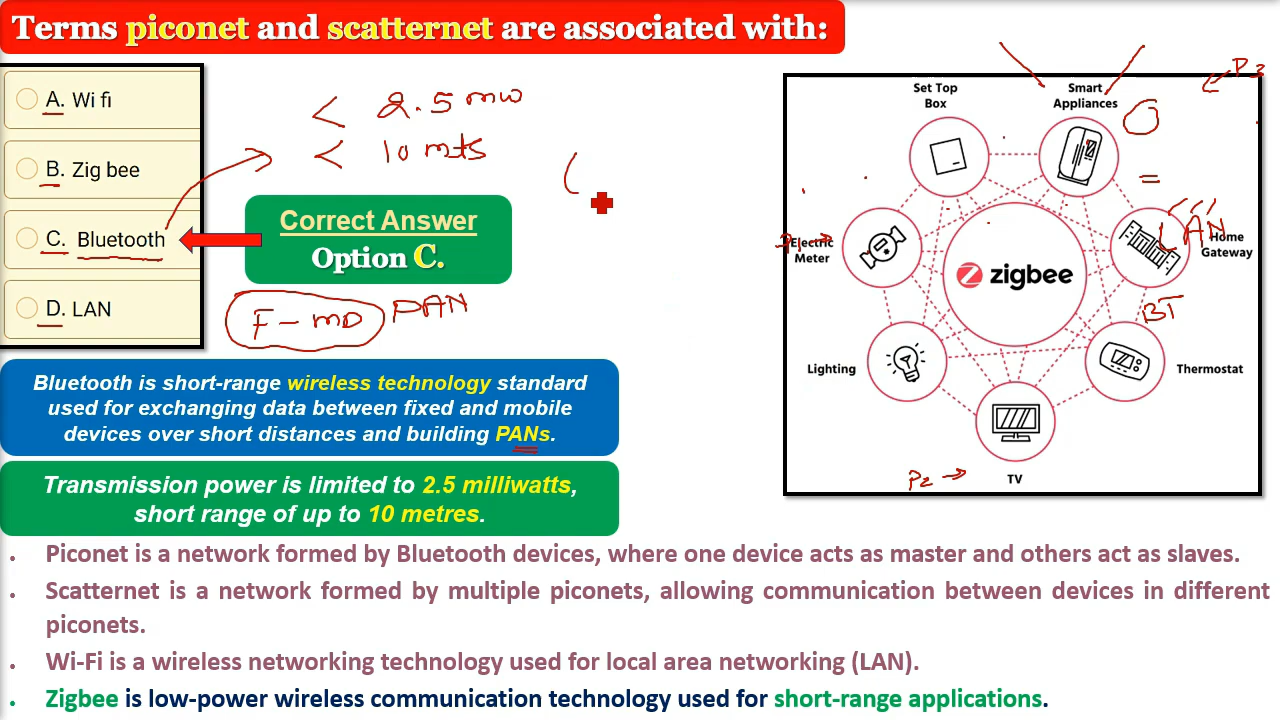 Terms piconet and scatternet are associated with:
A. Wi fi
B. Zig bee
C. Bluetooth
D. LAN
< 2.5 mw
< 10 mts
Correct Answer
Option C.
F - MD
PAN
Bluetooth is short-range wireless technology standard
used for exchanging data between fixed and mobile
devices over short distances and building PANs.
Transmission power is limited to 2.5 milliwatts,
short range of up to 10 metres.
Set Top
Box
Smart
Appliances
P3
Electric
Meter
P1
zigbee
Home
Gateway
LAN
BT
Lighting
Thermostat
P2
TV
Piconet is a network formed by Bluetooth devices, where one device acts as master and others act as slaves.
Scatternet is a network formed by multiple piconets, allowing communication between devices in different
piconets.
Wi-Fi is a wireless networking technology used for local area networking (LAN).
Zigbee is low-power wireless communication technology used for short-range applications.